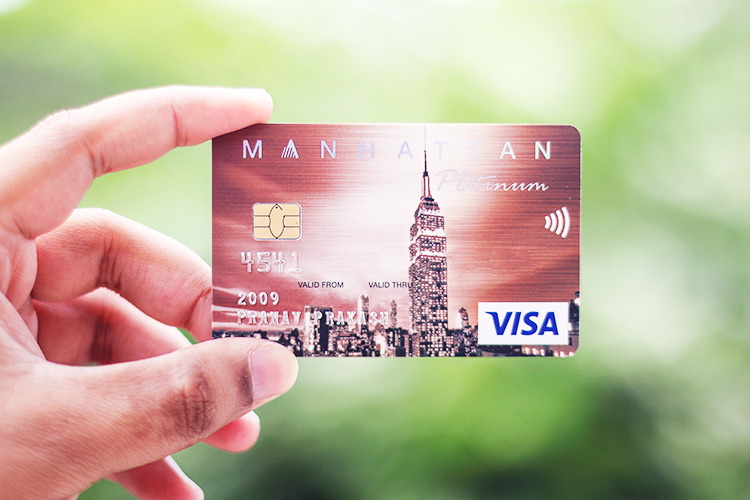 MANHATTAN
Platinum
4541
VALID FROM VALID THRU
2009
PRANAV PRAKASH
VISA